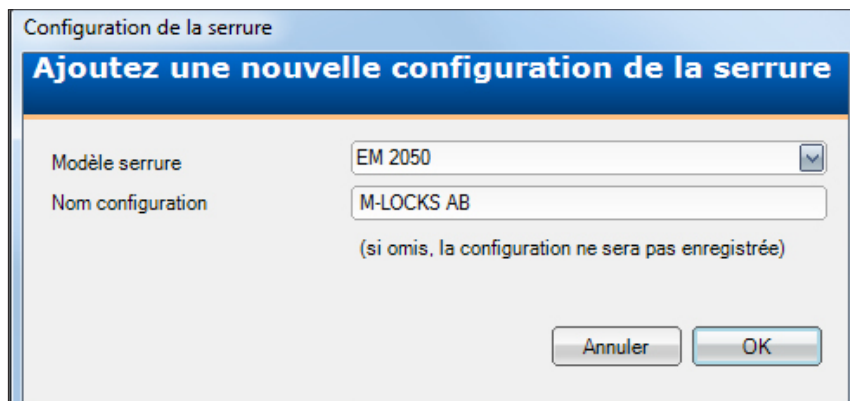 Configuration de la serrure
Ajoutez une nouvelle configuration de la serrure
Modèle serrure
EM 2050
Nom configuration
M-LOCKS AB
(si omis, la configuration ne sera pas enregistrée)
Annuler
OK